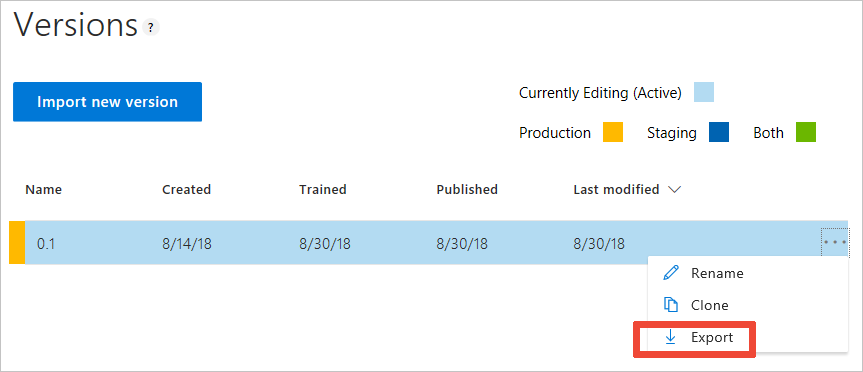 Versions ?
Import new version
Currently Editing (Active)
Production Staging Both
Name Created Trained Published Last modified
0.1 8/14/18 8/30/18 8/30/18 8/30/18 ...
Rename
Clone
Export